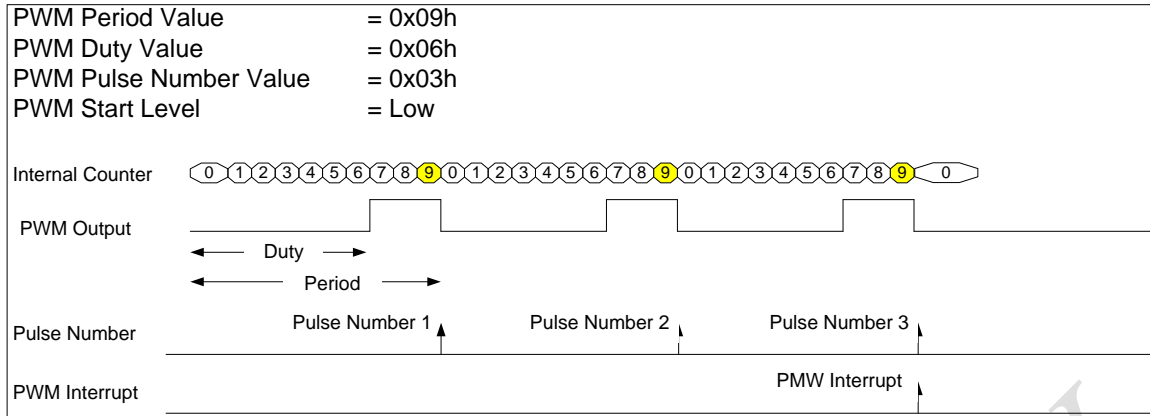 PWM Period Value = 0x09h
PWM Duty Value = 0x06h
PWM Pulse Number Value = 0x03h
PWM Start Level = Low
Internal Counter 0 1 2 3 4 5 6 7 8 9 0 1 2 3 4 5 6 7 8 9 0 1 2 3 4 5 6 7 8 9 0
PWM Output
Duty
Period
Pulse Number Pulse Number 1 Pulse Number 2 Pulse Number 3
PWM Interrupt PMW Interrupt